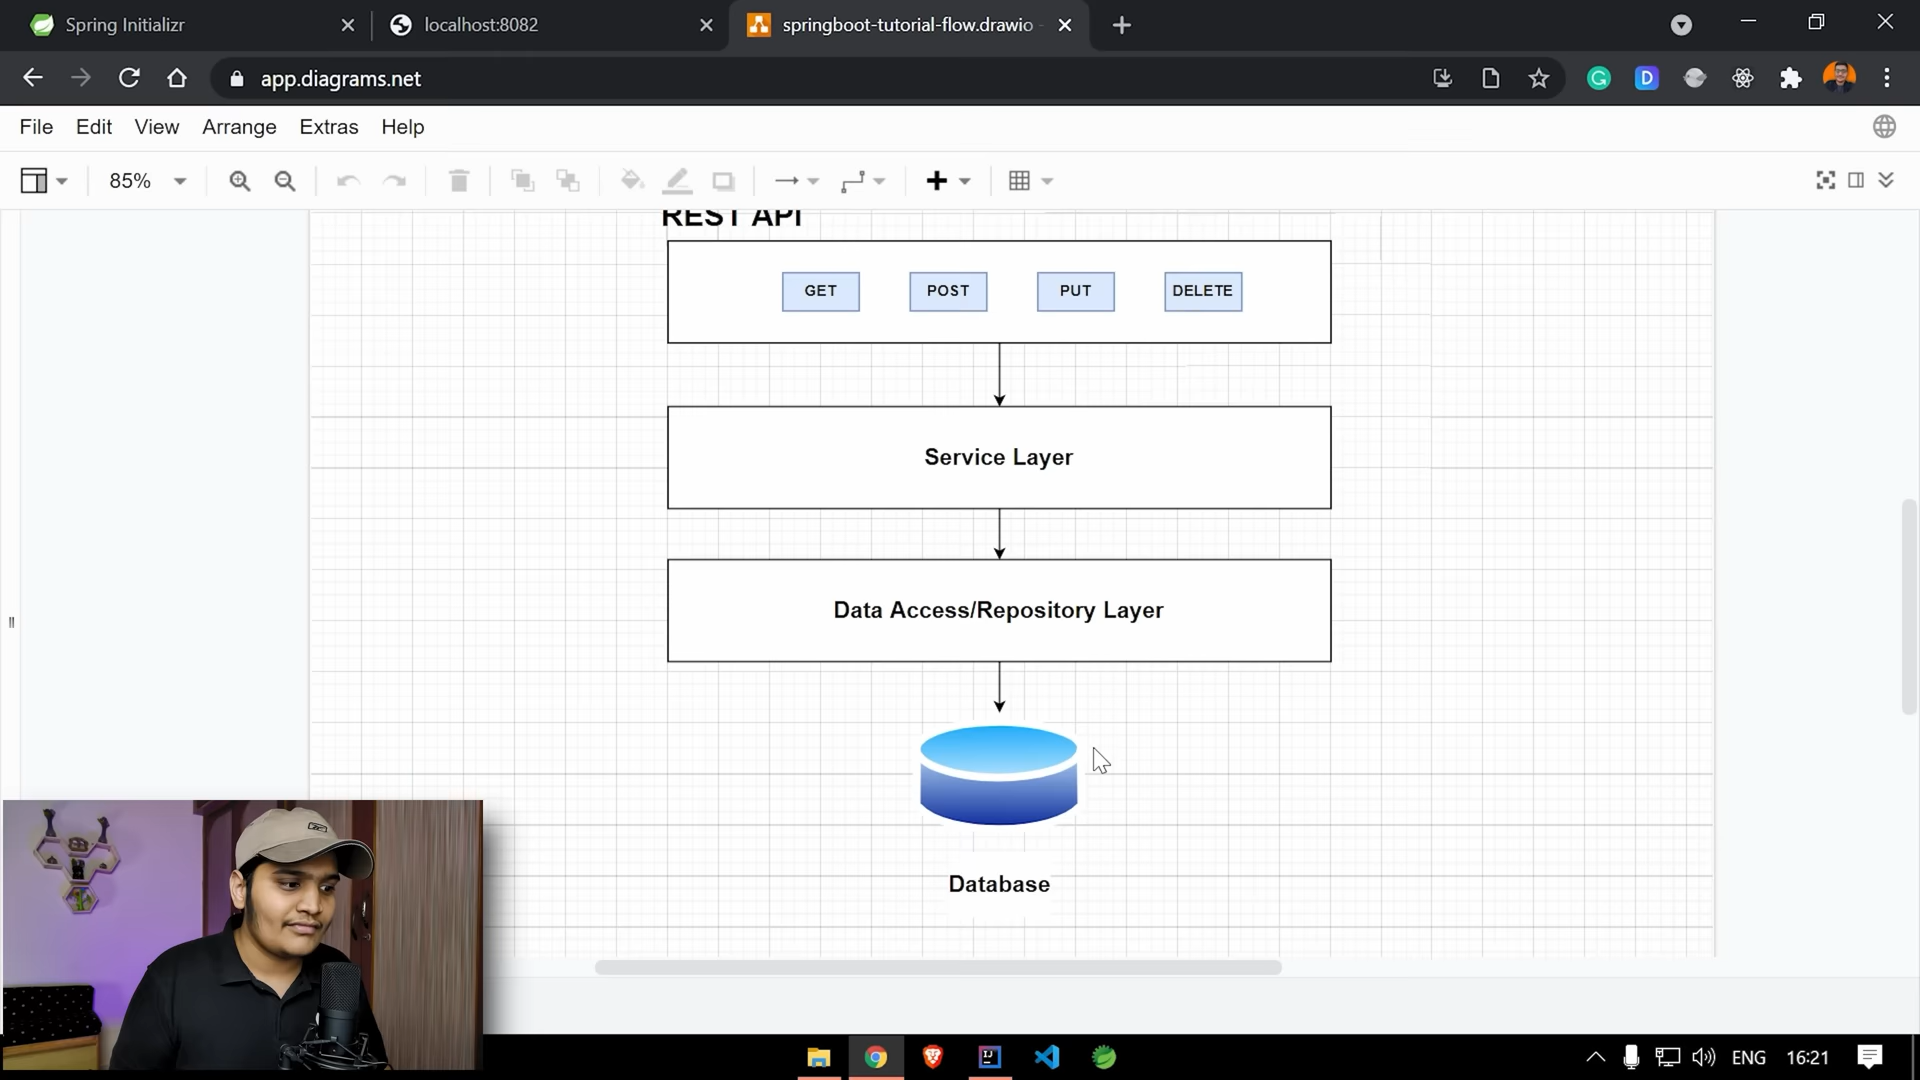 Spring Initializr
localhost:8082
springboot-tutorial-flow.drawio -
app.diagrams.net
G
D
File Edit View Arrange Extras Help
85%
REST API
GET POST PUT DELETE
Service Layer
Data Access/Repository Layer
Database
IJ
ENG 16:21